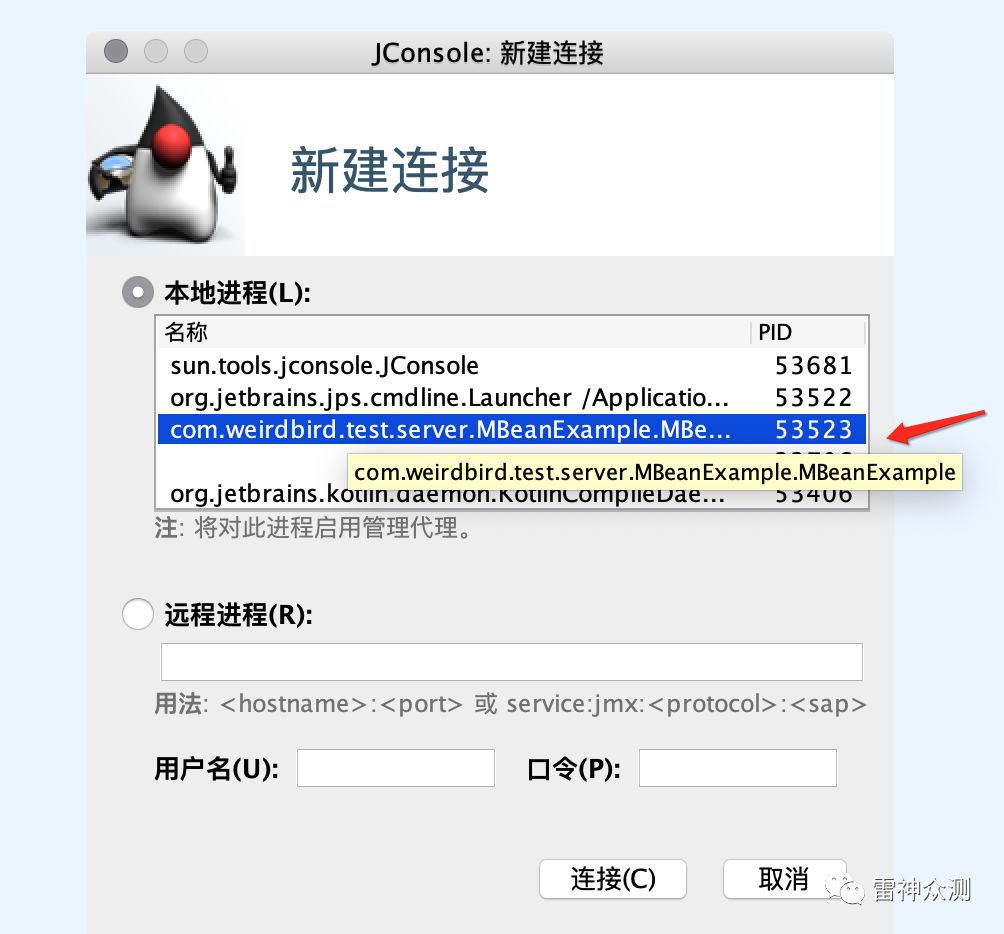 JConsole: 新建连接
新建连接
本地进程(L):
名称 PID
sun.tools.jconsole.JConsole 53681
org.jetbrains.jps.cmdline.Launcher /Applicatio... 53522
com.weirdbird.test.server.MBeanExample.MBe... 53523
com.weirdbird.test.server.MBeanExample.MBeanExample
org.jetbrains.kotlin.daemon.KotlinCompileDae... 53406
注: 将对此进程启用管理代理。
远程进程(R):
用法: <hostname>:<port> 或 service:jmx:<protocol>:<sap>
用户名(U): 口令(P):
连接(C) 取消
雷神众测